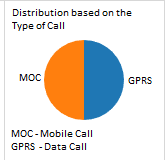 Distribution based on the
Type of Call
MOC
GPRS
MOC - Mobile Call
GPRS - Data Call